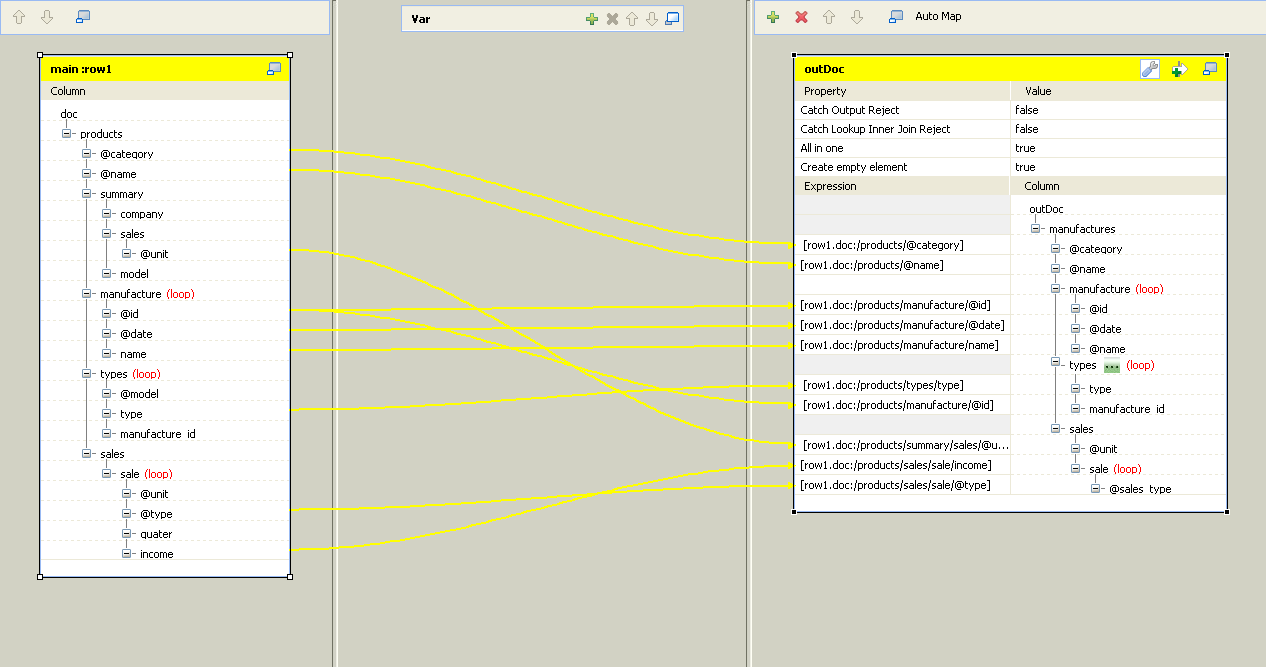 Var
Auto Map
main :row1
Column
doc
products
@category
@name
summary
company
sales
@unit
model
manufacture (loop)
@id
@date
name
types (loop)
@model
type
manufacture_id
sales
sale (loop)
@unit
@type
quater
income
outDoc
Property Value
Catch Output Reject false
Catch Lookup Inner Join Reject false
All in one true
Create empty element true
Expression Column
outDoc
manufactures
[row1.doc:/products/@category] @category
[row1.doc:/products/@name] @name
manufacture (loop)
[row1.doc:/products/manufacture/@id] @id
[row1.doc:/products/manufacture/@date] @date
[row1.doc:/products/manufacture/name] @name
types ... (loop)
[row1.doc:/products/types/type] type
[row1.doc:/products/manufacture/@id] manufacture_id
sales
[row1.doc:/products/summary/sales/@u... @unit
[row1.doc:/products/sales/sale/income] sale (loop)
[row1.doc:/products/sales/sale/@type] @sales_type